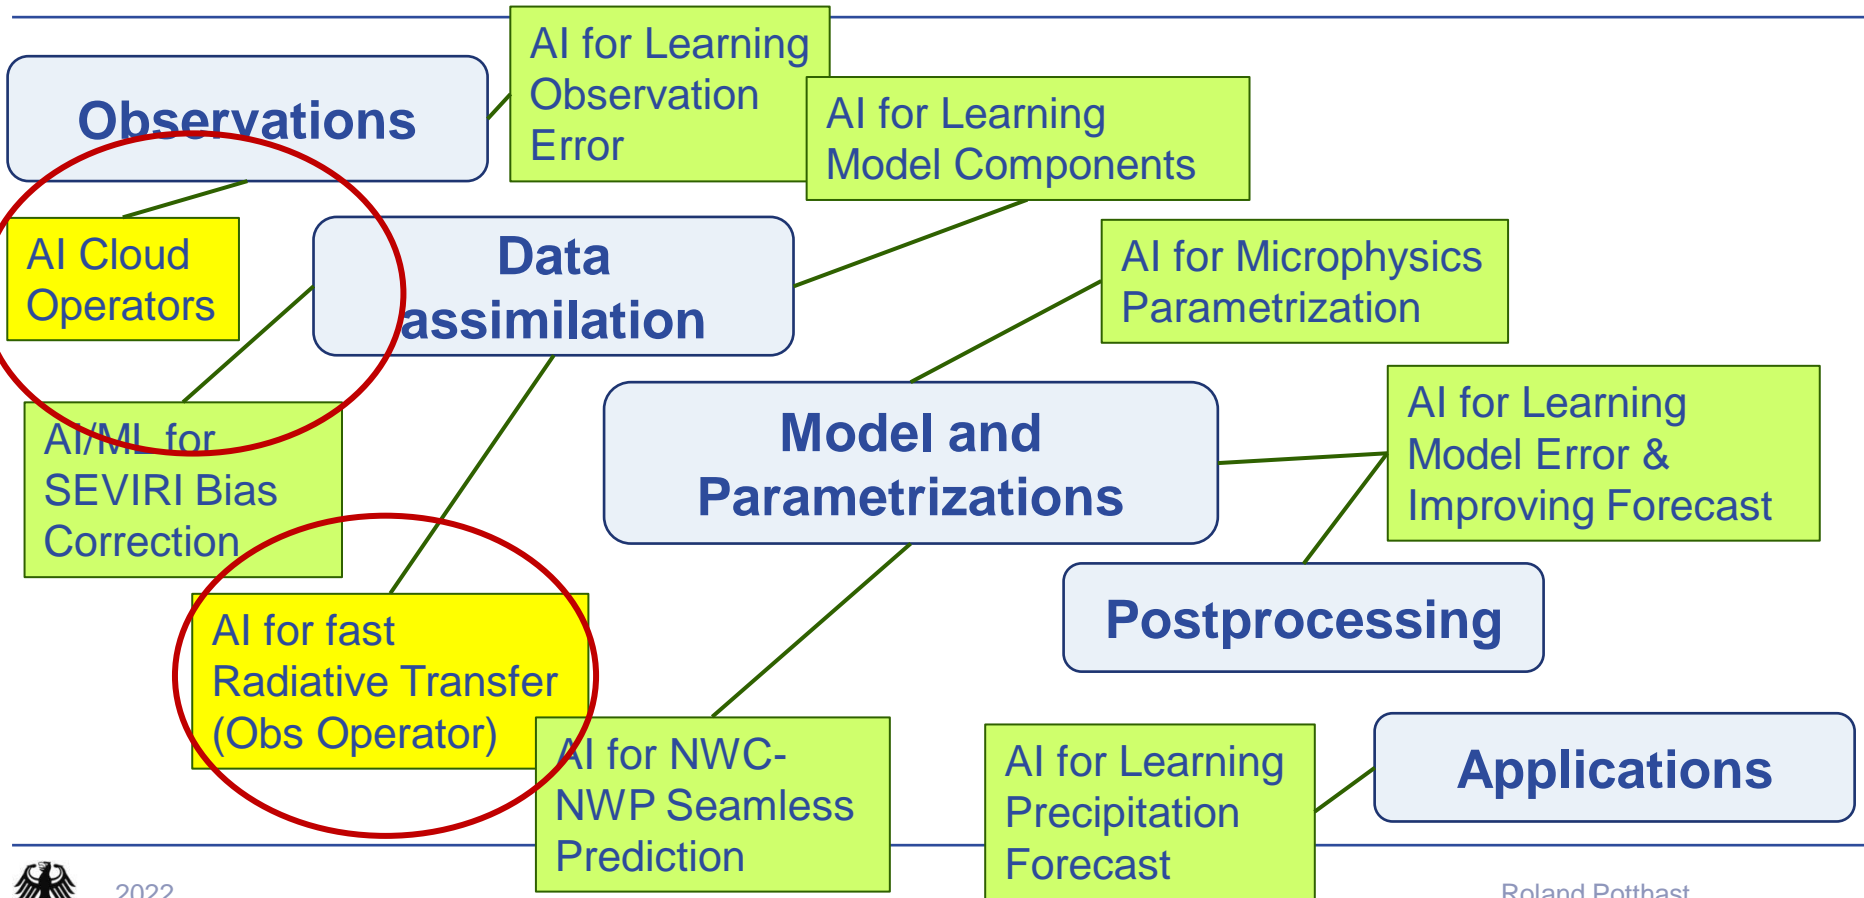 AI for Learning
Observation
Error
Observations
AI for Learning
Model Components
AI Cloud
Operators
Data
assimilation
AI for Microphysics
Parametrization
AI/ML for
SEVIRI Bias
Correction
Model and
Parametrizations
AI for Learning
Model Error &
Improving Forecast
AI for fast
Radiative Transfer
(Obs Operator)
Postprocessing
AI for NWC-
NWP Seamless
Prediction
AI for Learning
Precipitation
Forecast
Applications
2022
Roland Potthast